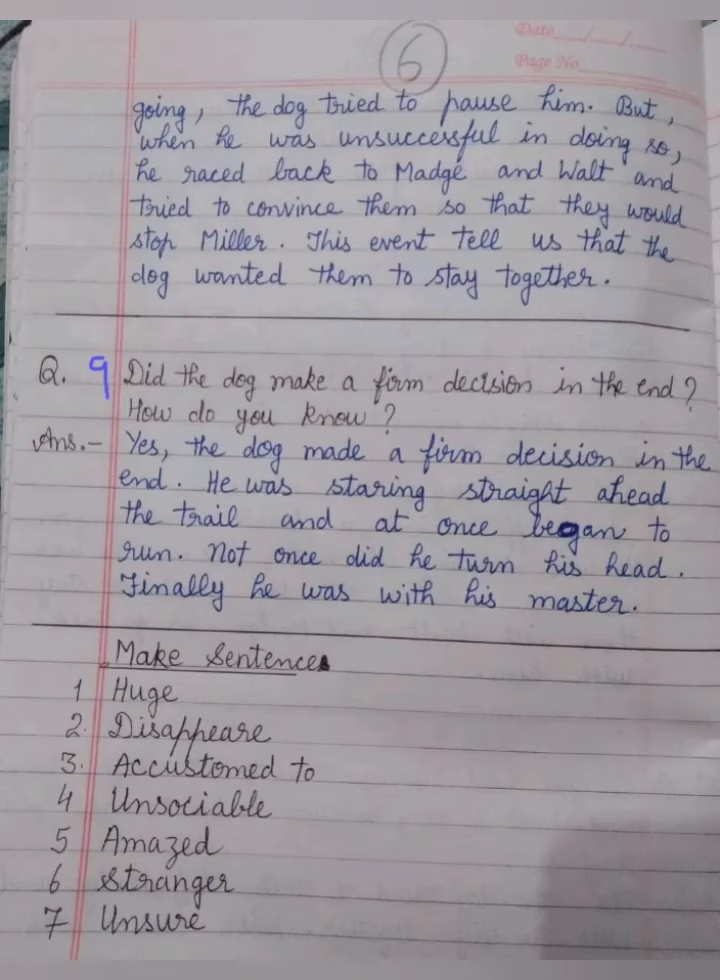 6
Date / /
Page No
going, the dog tried to pause him. But,
when he was unsuccessful in doing so,
he raced back to Madge and Walt and
tried to convince them so that they would
stop Miller. This event tell us that the
dog wanted them to stay together.
Q. 9 Did the dog make a firm decision in the end?
How do you know?
Ans.- Yes, the dog made a firm decision in the
end. He was staring straight ahead
the trail and at once began to
run. Not once did he turn his head.
Finally he was with his master.
Make Sentences
1 Huge
2. Disappeare
3. Accustomed to
4 Unsociable
5 Amazed
6 Stranger
7 Unsure